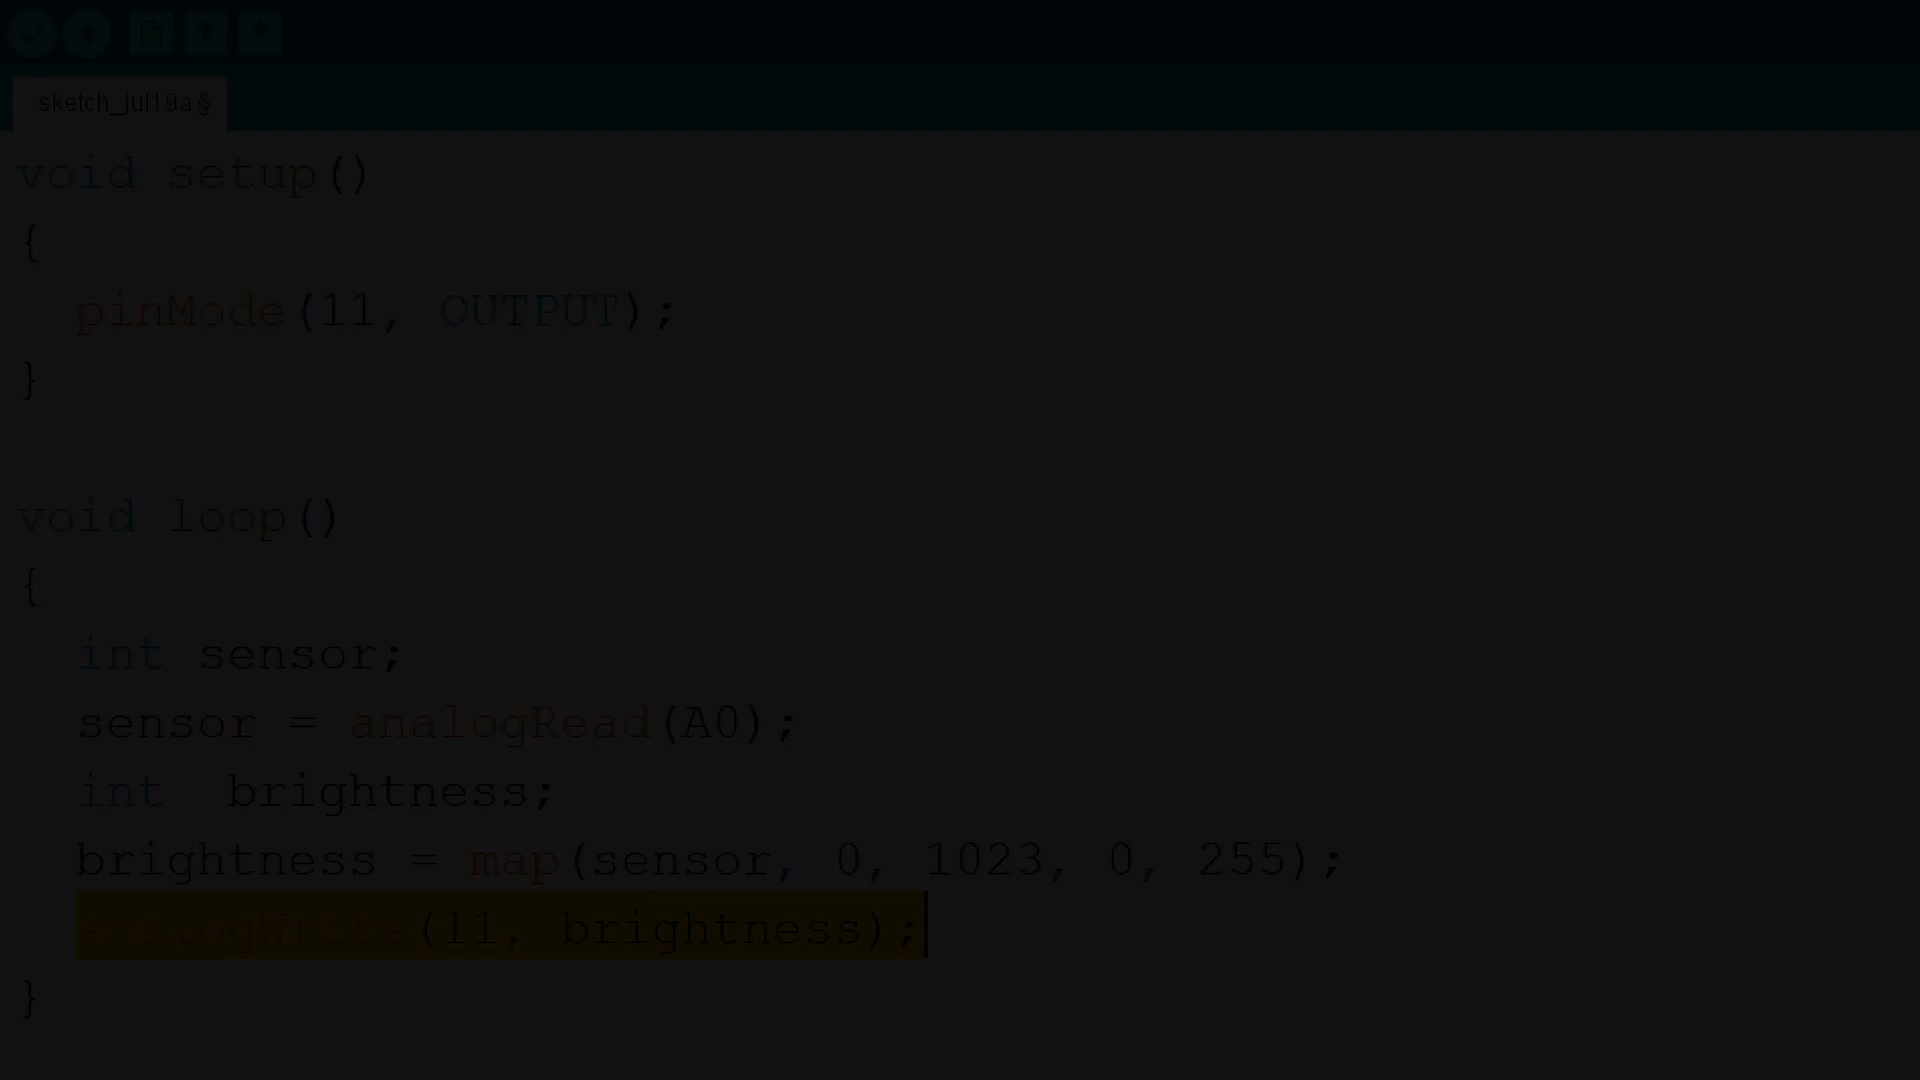 sketch_jul19a §
void setup()
{
  pinMode(11, OUTPUT);
}
void loop()
{
  int sensor;
  sensor = analogRead(A0);
  int  brightness;
  brightness = map(sensor, 0, 1023, 0, 255);
  analogWrite(11, brightness);
}